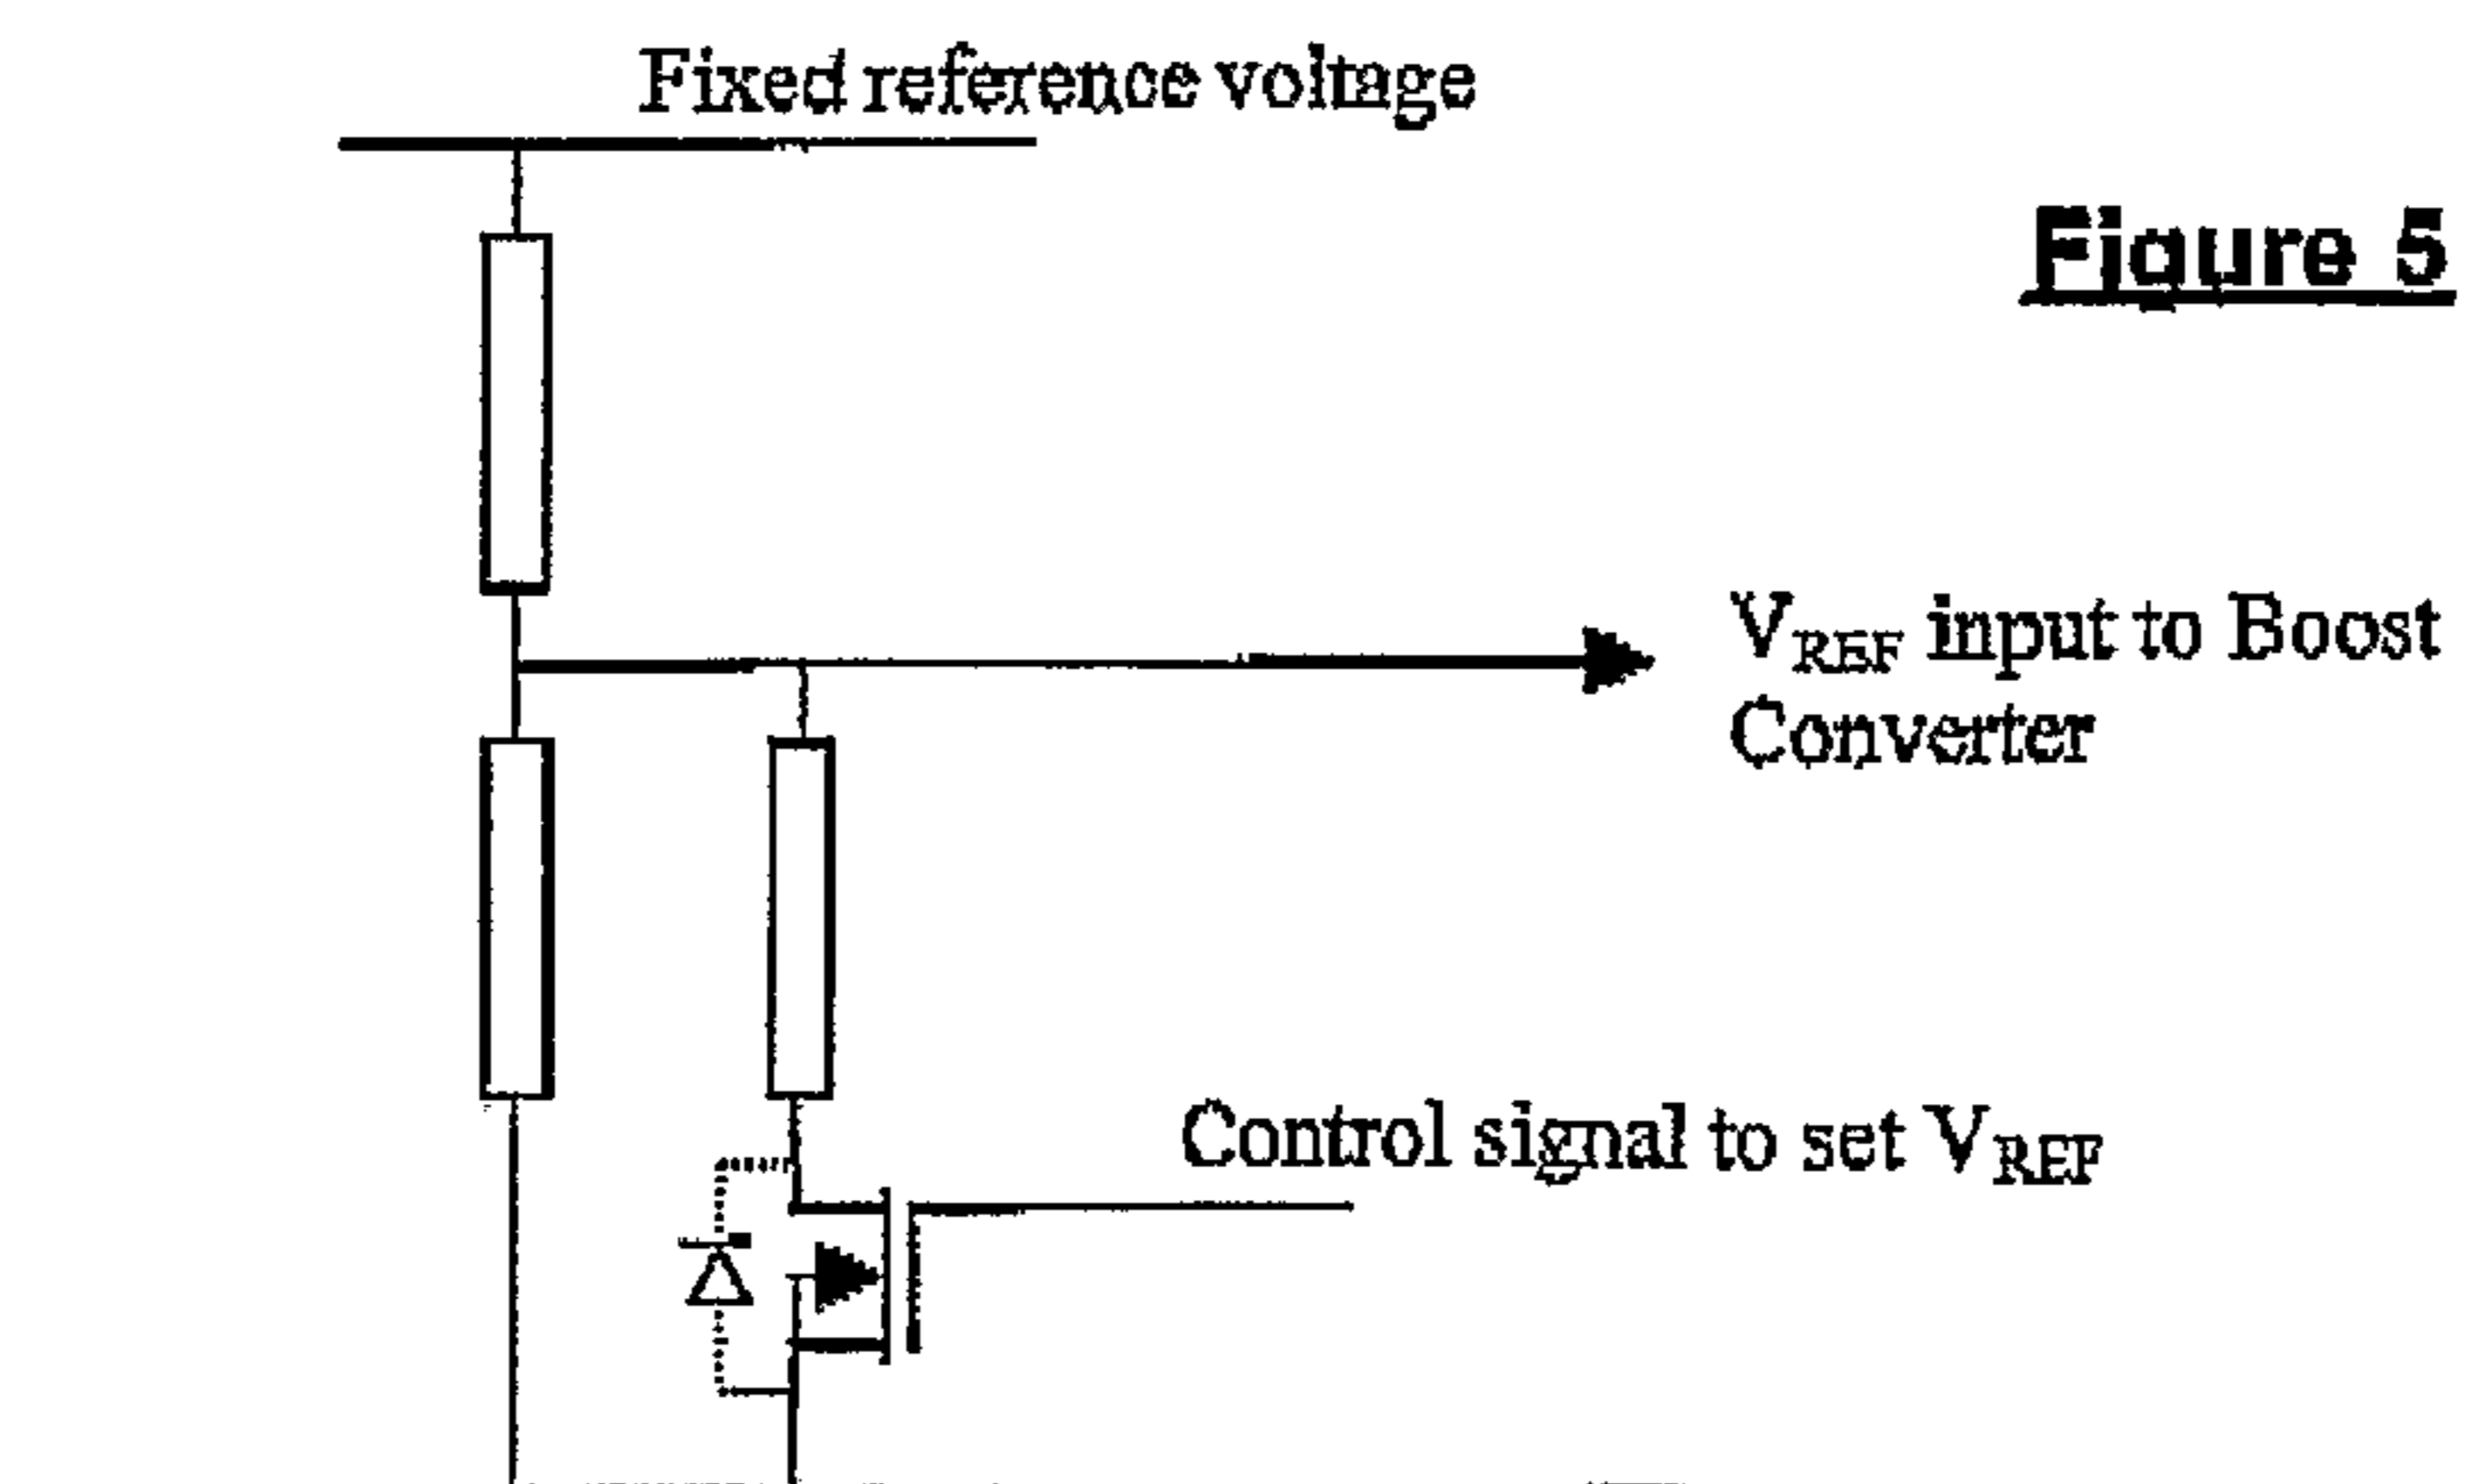 Fixed reference voltage
Figure 5
VREF input to Boost
Converter
Control signal to set VREF